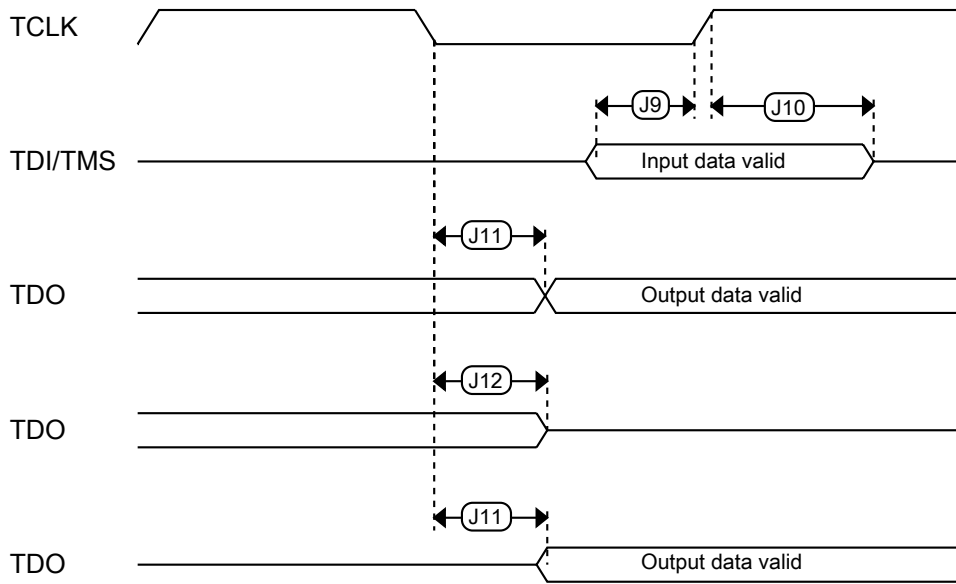 TCLK
J9
J10
TDI/TMS
Input data valid
J11
TDO
Output data valid
J12
TDO
J11
TDO
Output data valid